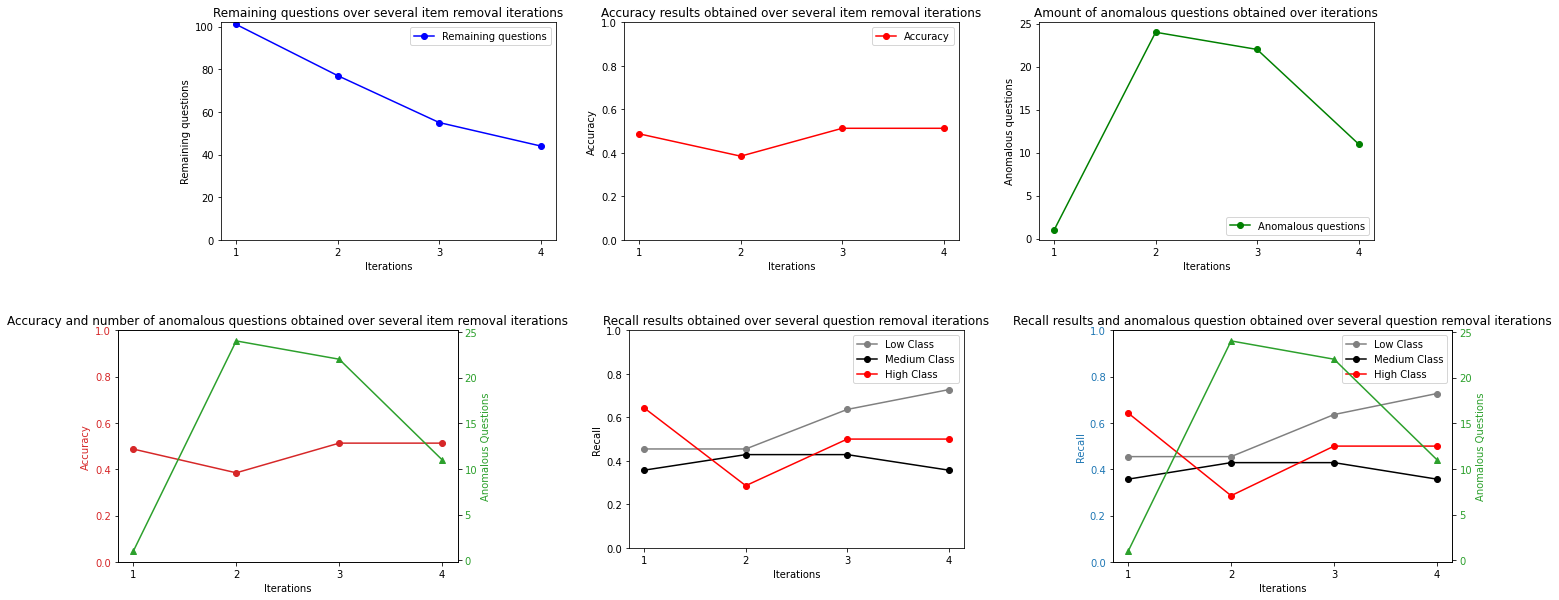 Remaining questions over several item removal iterations
Remaining questions
100
80
60
40
20
0
Remaining questions
1 2 3 4
Iterations
Accuracy results obtained over several item removal iterations
Accuracy
1.0
0.8
0.6
0.4
0.2
0.0
Accuracy
1 2 3 4
Iterations
Amount of anomalous questions obtained over iterations
25
20
15
10
5
0
Anomalous questions
Anomalous questions
1 2 3 4
Iterations
Accuracy and number of anomalous questions obtained over several item removal iterations
1.0
0.8
0.6
0.4
0.2
0.0
Accuracy
25
20
15
10
5
0
Anomalous Questions
1 2 3 4
Iterations
Recall results obtained over several question removal iterations
Low Class
Medium Class
High Class
1.0
0.8
0.6
0.4
0.2
0.0
Recall
1 2 3 4
Iterations
Recall results and anomalous question obtained over several question removal iterations
Low Class
Medium Class
High Class
1.0
0.8
0.6
0.4
0.2
0.0
Recall
25
20
15
10
5
0
Anomalous Questions
1 2 3 4
Iterations